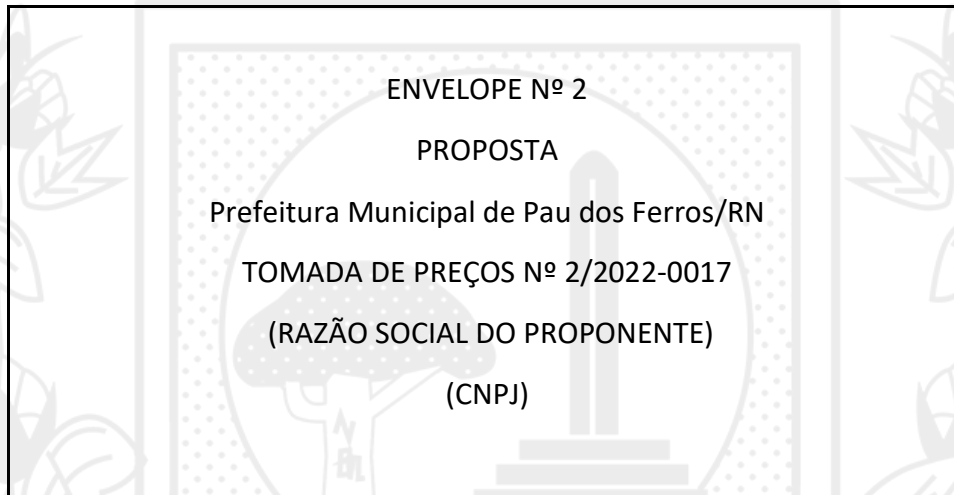 ENVELOPE Nº 2
PROPOSTA
Prefeitura Municipal de Pau dos Ferros/RN
TOMADA DE PREÇOS Nº 2/2022-0017
(RAZÃO SOCIAL DO PROPONENTE)
(CNPJ)